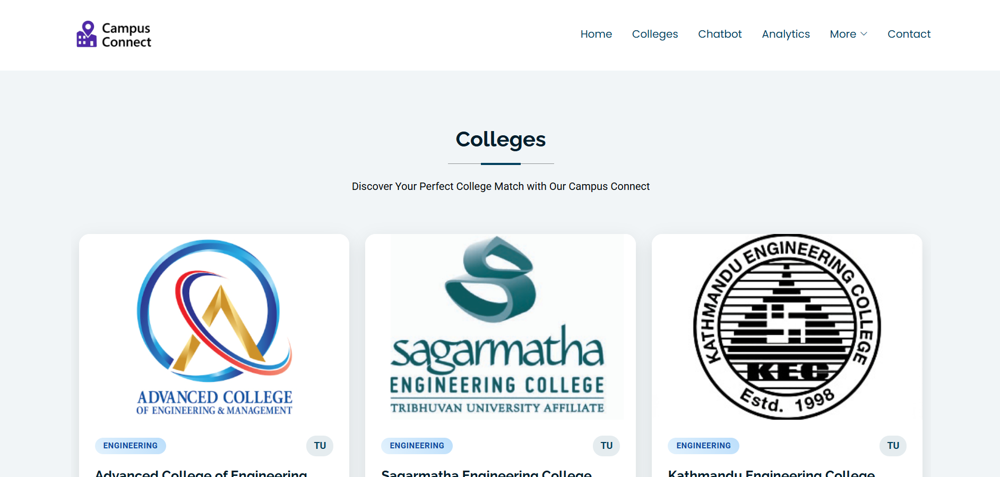 Campus
Connect
Home Colleges Chatbot Analytics More Contact
Colleges
Discover Your Perfect College Match with Our Campus Connect
ADVANCED COLLEGE
OF ENGINEERING & MANAGEMENT
sagarmatha
ENGINEERING COLLEGE
TRIBHUVAN UNIVERSITY AFFILIATE
KATHMANDU ENGINEERING COLLEGE
KEC
Estd. 1998
ENGINEERING TU
ENGINEERING TU
ENGINEERING TU
Advanced College of Engineering
Sagarmatha Engineering College
Kathmandu Engineering College